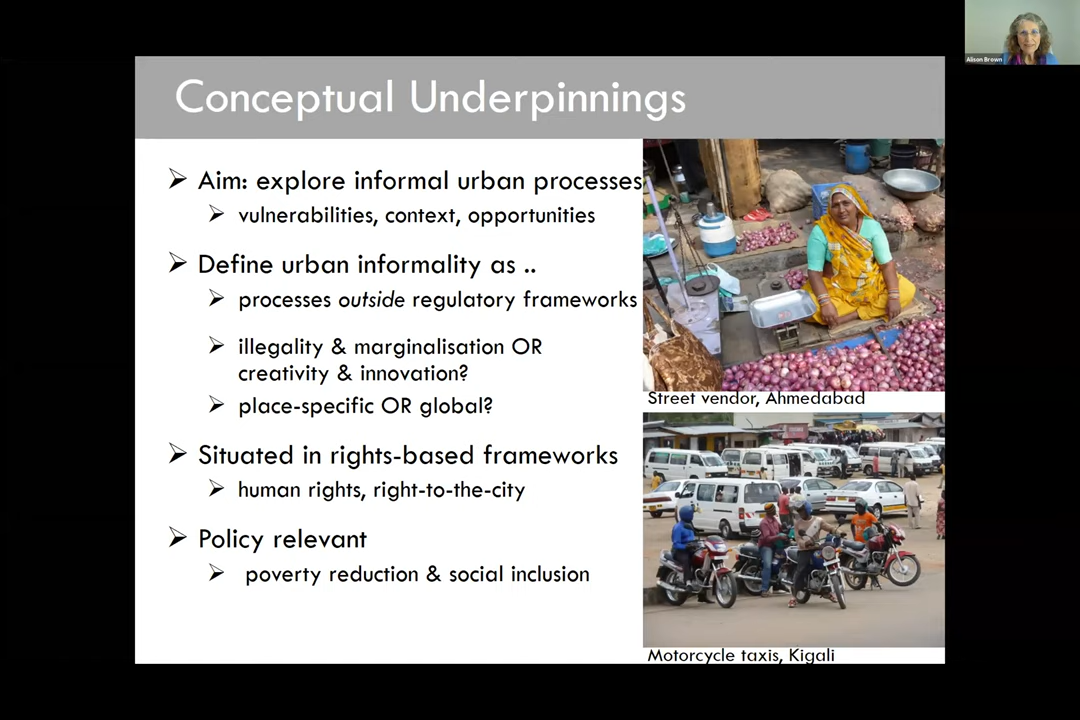 Alison Brown
Conceptual Underpinnings
Aim: explore informal urban processes
vulnerabilities, context, opportunities
Define urban informality as ..
processes outside regulatory frameworks
illegality & marginalisation OR
creativity & innovation?
place-specific OR global?
Situated in rights-based frameworks
human rights, right-to-the-city
Policy relevant
poverty reduction & social inclusion
Street vendor, Ahmedabad
Motorcycle taxis, Kigali